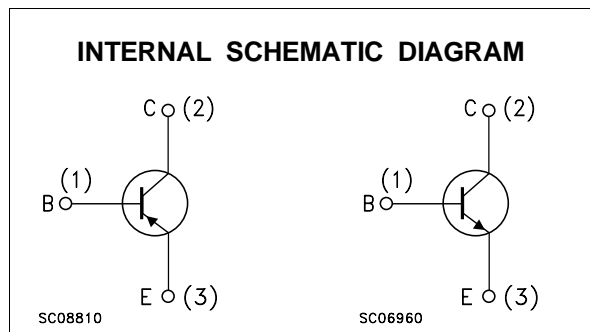 INTERNAL SCHEMATIC DIAGRAM
C (2)
C (2)
(1)
B
(1)
B
E (3)
E (3)
SC08810
SC06960